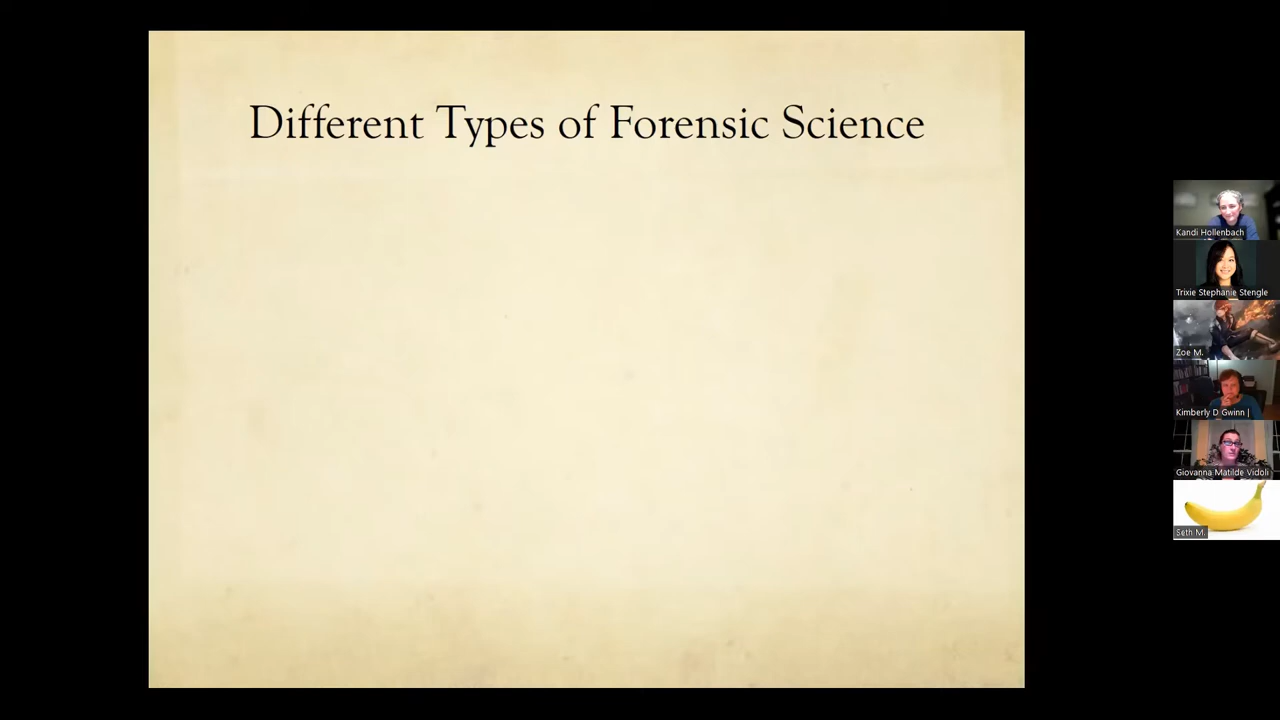 Different Types of Forensic Science
Kandi Hollenbach
Trixie Stephanie Stengle
Zoe M.
Kimberly D Gwinn |
Giovanna Matilde Vidoli
Seth M.